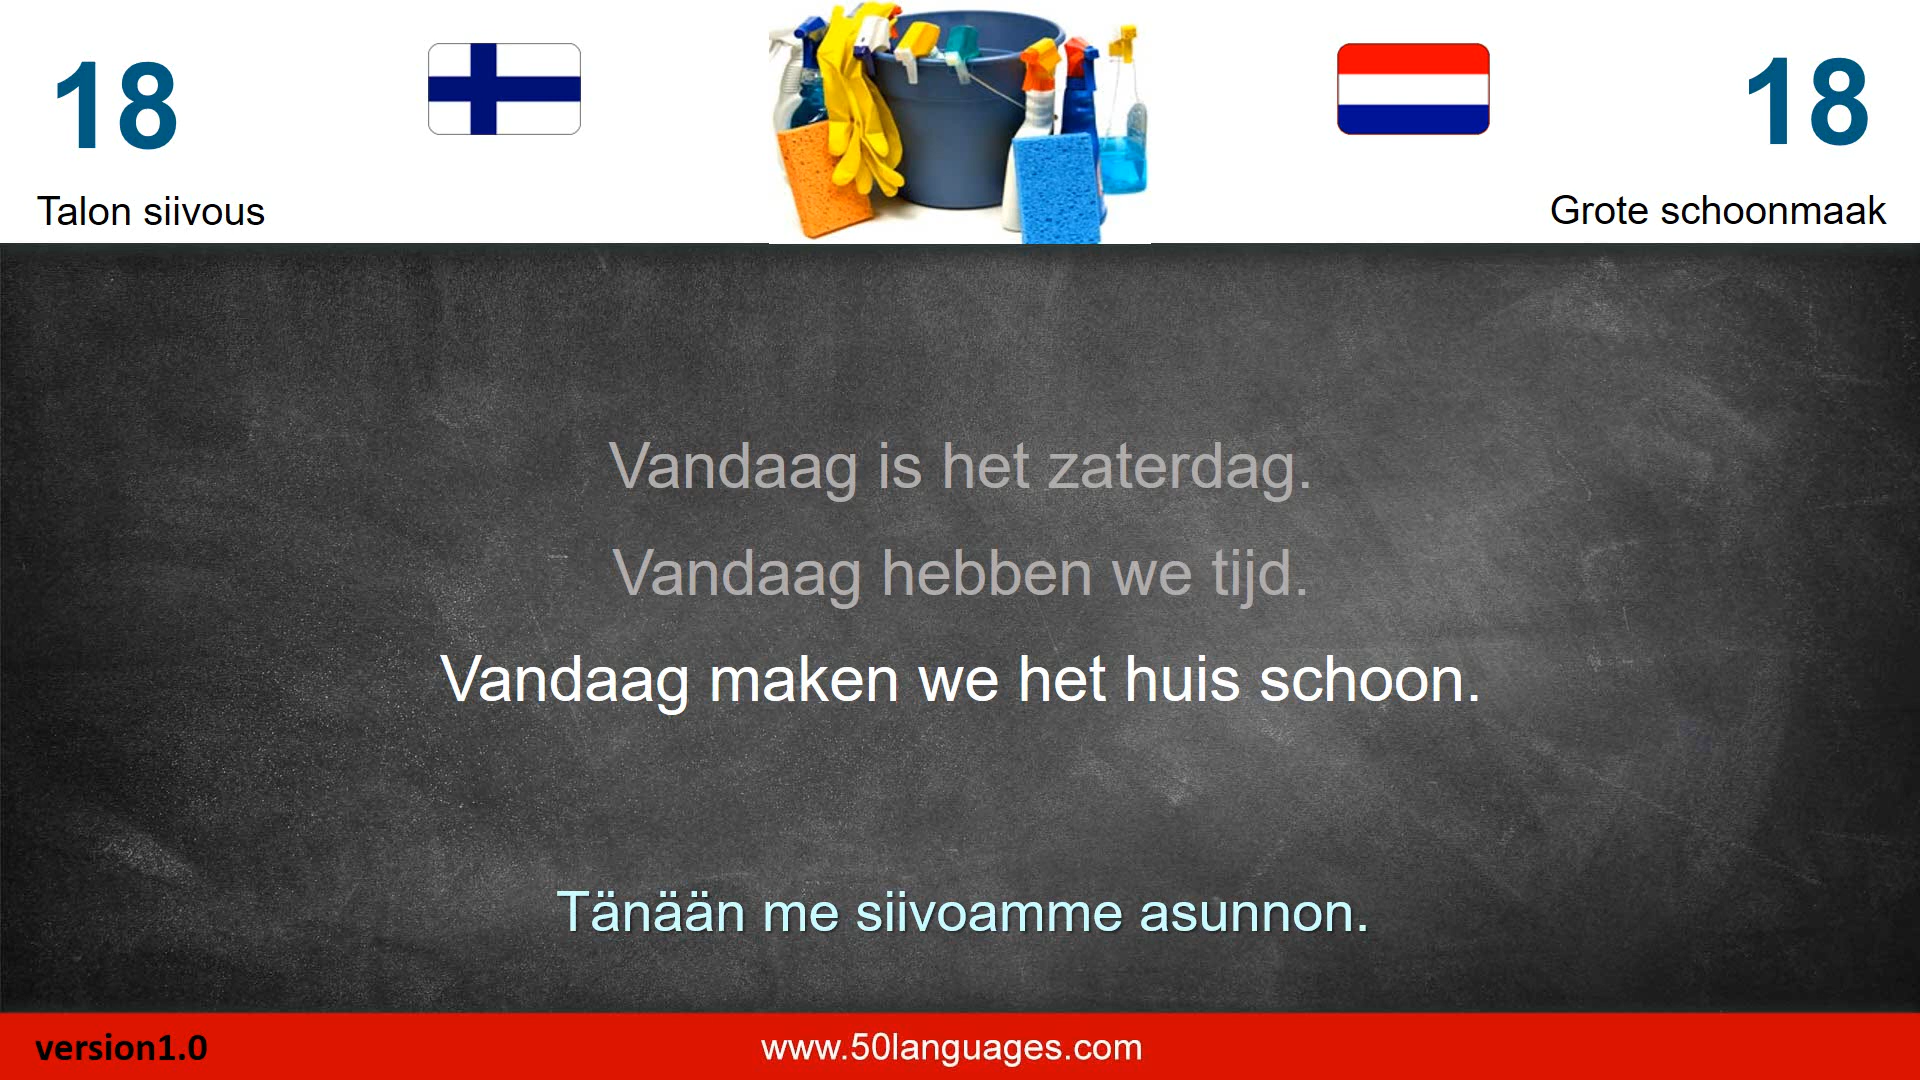 18
18
Talon siivous
Grote schoonmaak
Vandaag is het zaterdag.
Vandaag hebben we tijd.
Vandaag maken we het huis schoon.
Tänään me siivoamme asunnon.
version1.0
www.50languages.com